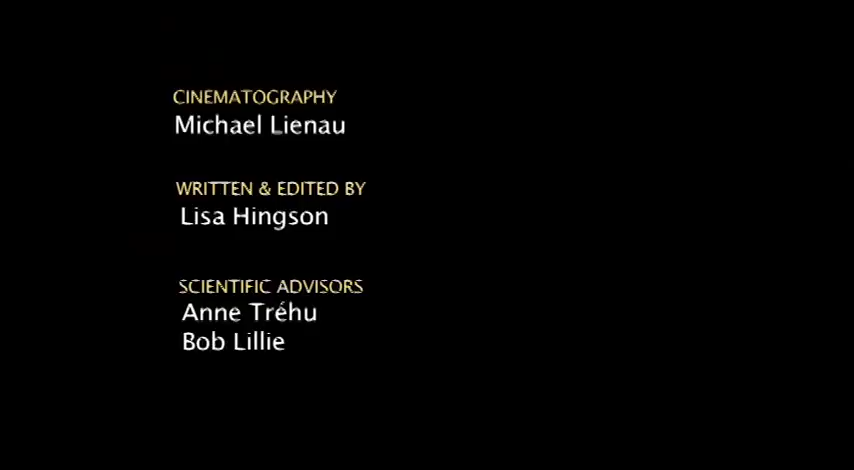 CINEMATOGRAPHY
Michael Lienau
WRITTEN & EDITED BY
Lisa Hingson
SCIENTIFIC ADVISORS
Anne Tréhu
Bob Lillie